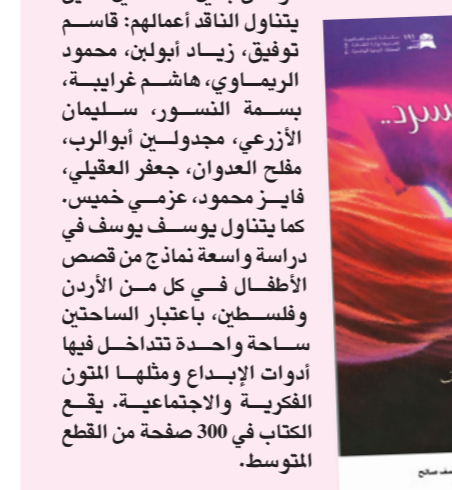 يتناول الناقد أعمالهم: قاسم
توفيق، زياد أبولبن، محمود
الريماوي، هاشم غرايبة،
بسمة النسور، سليمان
الأزرعي، مجدولين أبوالرب،
مفلح العدوان، جعفر العقيلي،
فايز محمود، عزمي خميس.
كما يتناول يوسف يوسف في
دراسة واسعة نماذج من قصص
الأطفال في كل من الأردن
وفلسطين، باعتبار الساحتين
ساحة واحدة تتداخل فيها
أدوات الإبداع ومثلها المتون
الفكرية والاجتماعية. يقع
الكتاب في 300 صفحة من القطع
المتوسط.